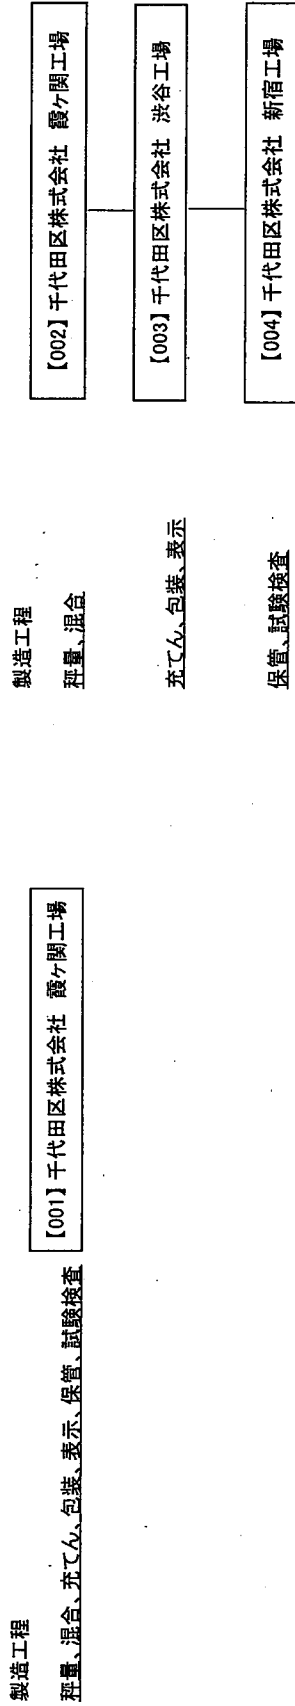 製造工程
秤量、混合、充てん、包装、表示、保管、試験検査
【001】千代田区株式会社 霞ケ関工場
製造工程
秤量、混合
【002】千代田区株式会社 霞ケ関工場
充てん、包装、表示
【003】千代田区株式会社 渋谷工場
保管、試験検査
【004】千代田区株式会社 新宿工場